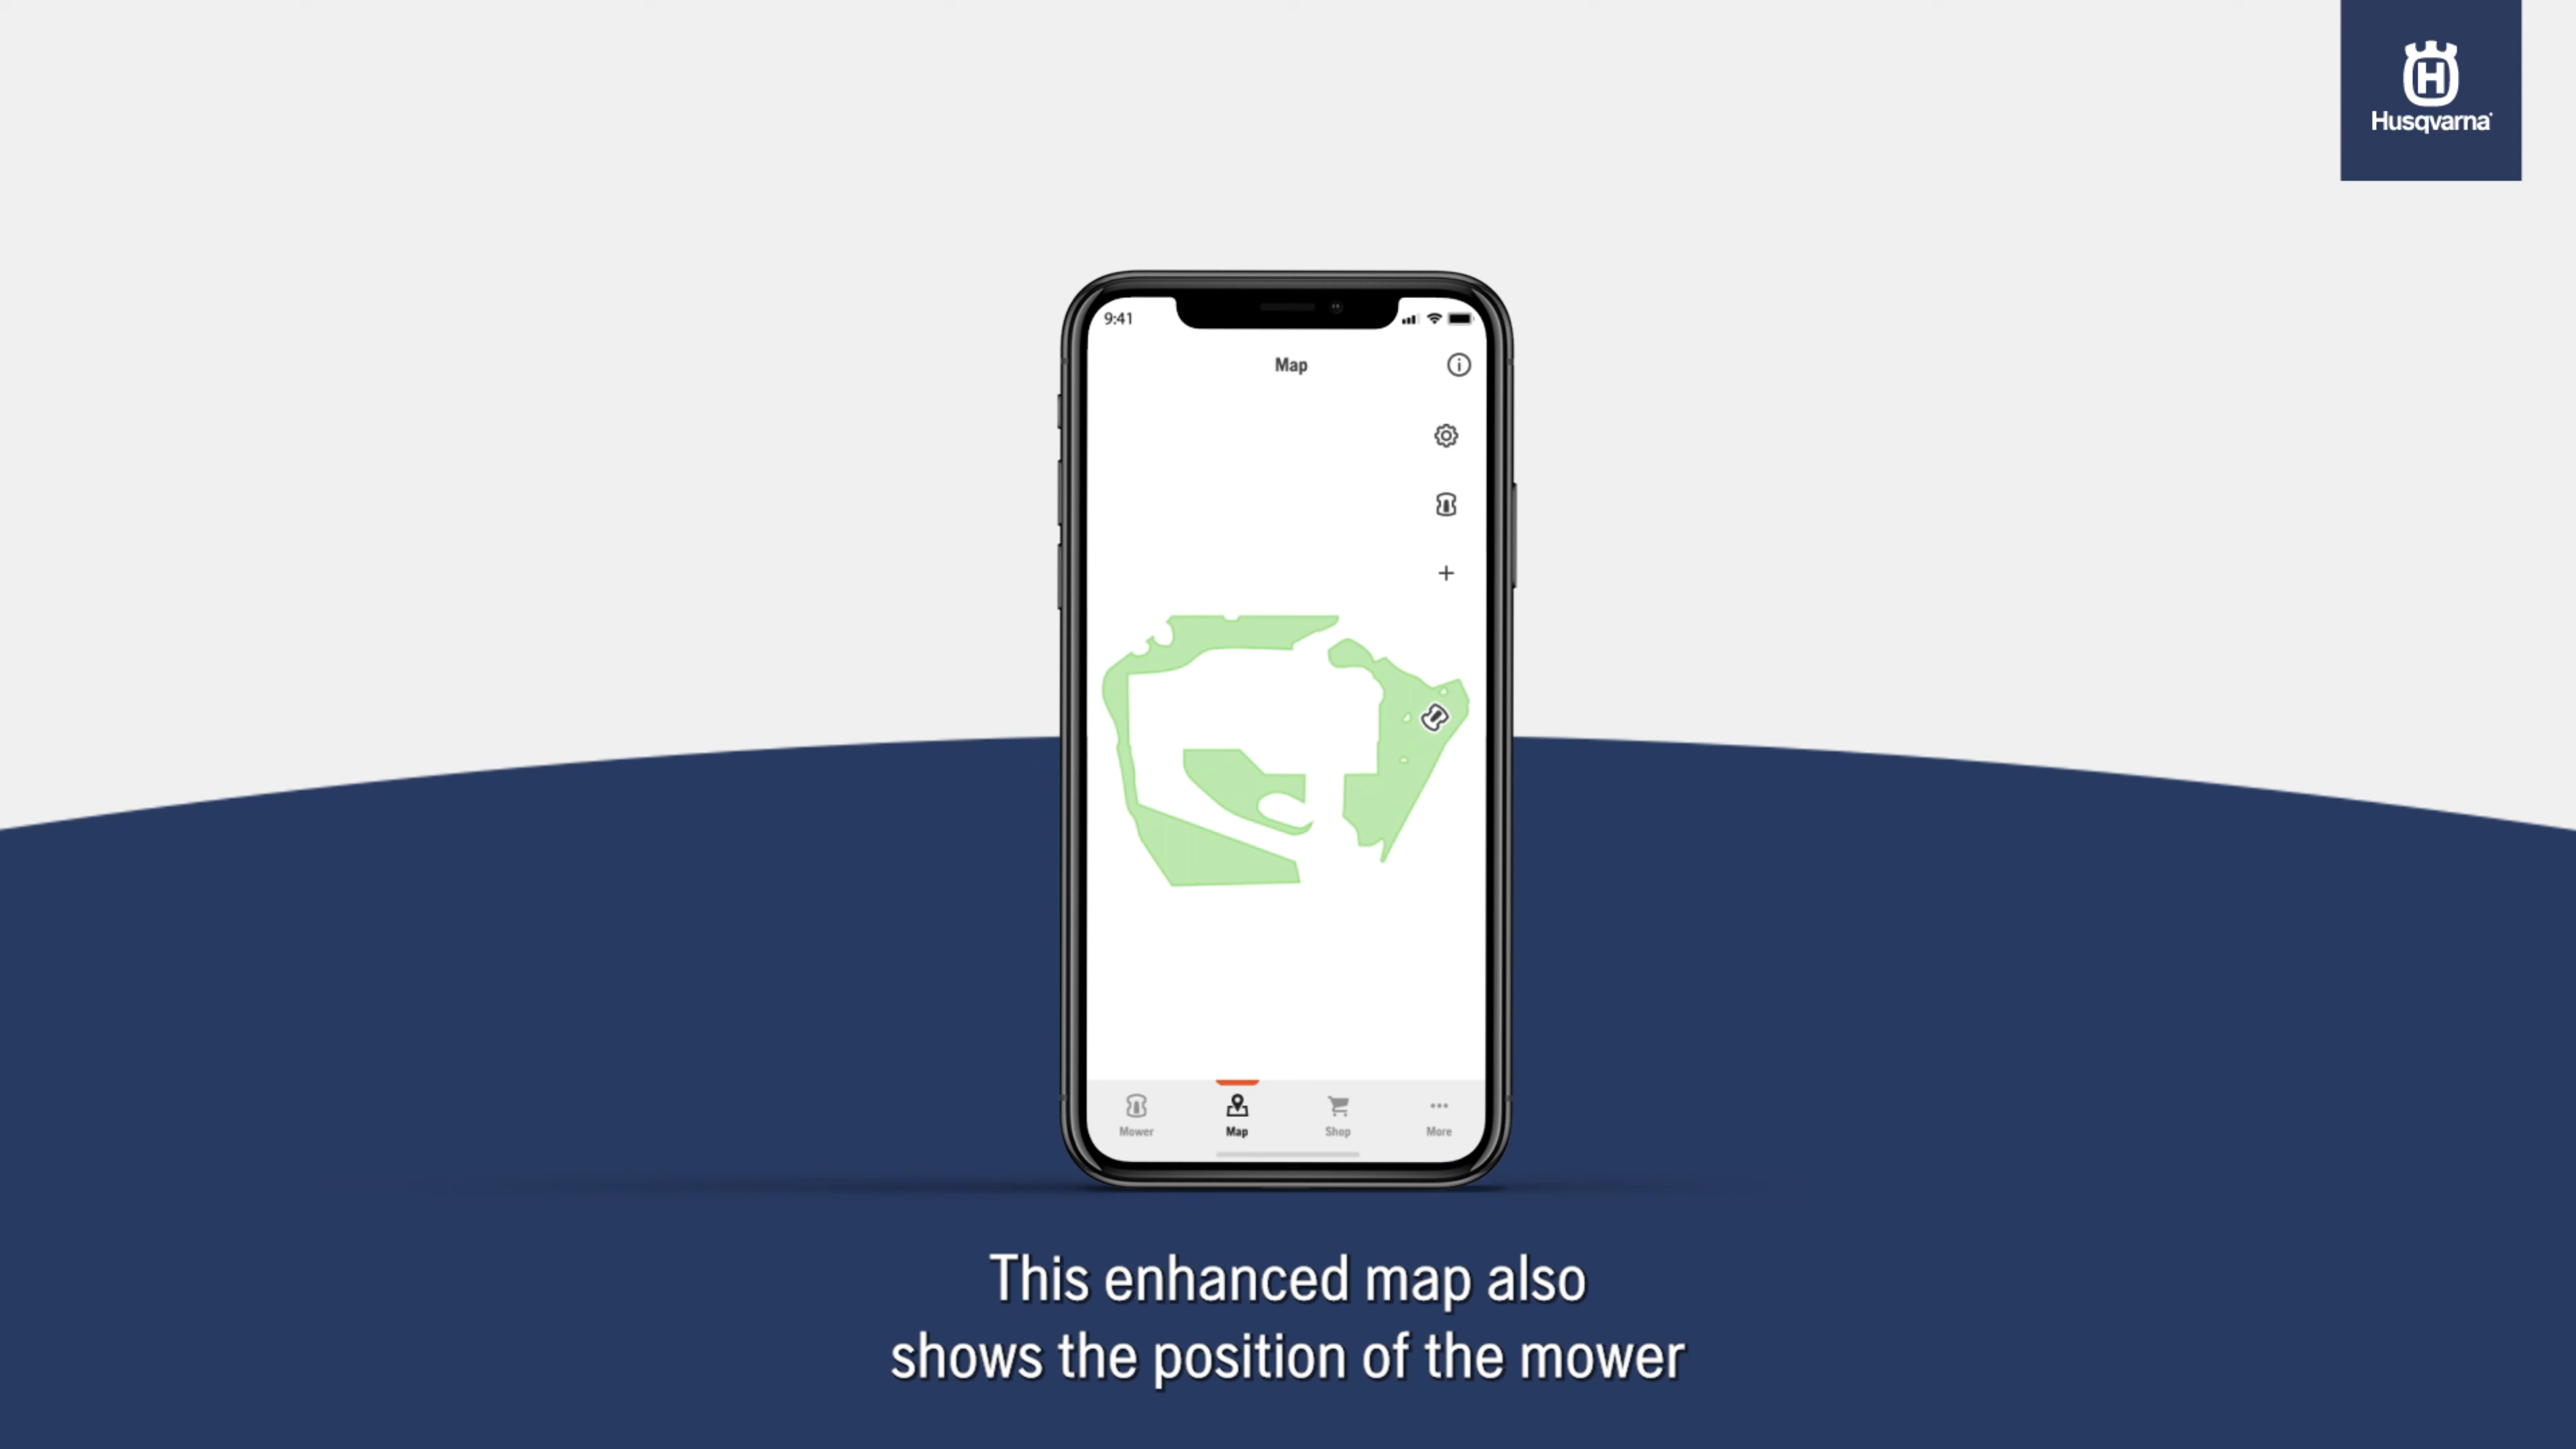 Husqvarna
9:41
Map
Mower
Map
Shop
More
This enhanced map also
shows the position of the mower